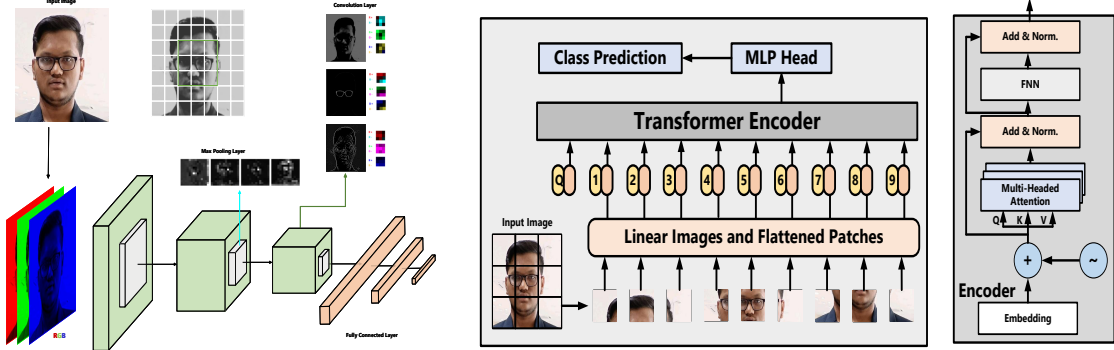 Input Image
Convolution Layer
Max Pooling Layer
RGB
Fully Connected Layer
Class Prediction
MLP Head
Transformer Encoder
0
1
2
3
4
5
6
7
8
9
Input Image
Linear Images and Flattened Patches
Add & Norm.
FNN
Add & Norm.
Multi-Headed
Attention
Q K V
+
~
Encoder
Embedding